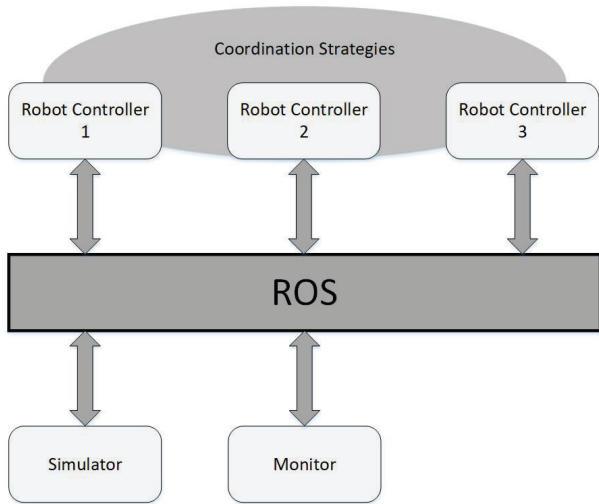 Coordination Strategies
Robot Controller
1
Robot Controller
2
Robot Controller
3
ROS
Simulator
Monitor